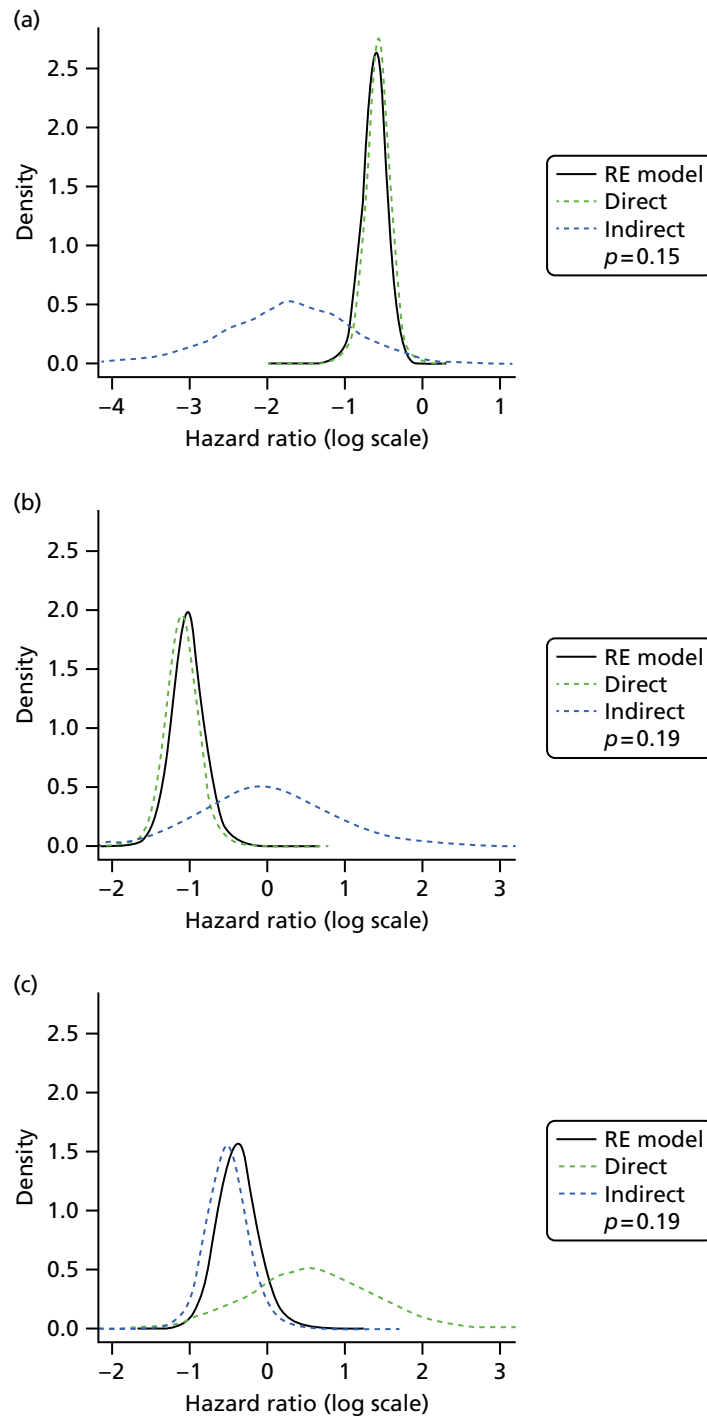 (a)
2.5
2.0
1.5
1.0
0.5
0.0
Density
−4 −3 −2 −1 0 1
Hazard ratio (log scale)
RE model
Direct
Indirect
p=0.15
(b)
2.5
2.0
1.5
1.0
0.5
0.0
Density
−2 −1 0 1 2 3
Hazard ratio (log scale)
RE model
Direct
Indirect
p=0.19
(c)
2.5
2.0
1.5
1.0
0.5
0.0
Density
−2 −1 0 1 2 3
Hazard ratio (log scale)
RE model
Direct
Indirect
p=0.19